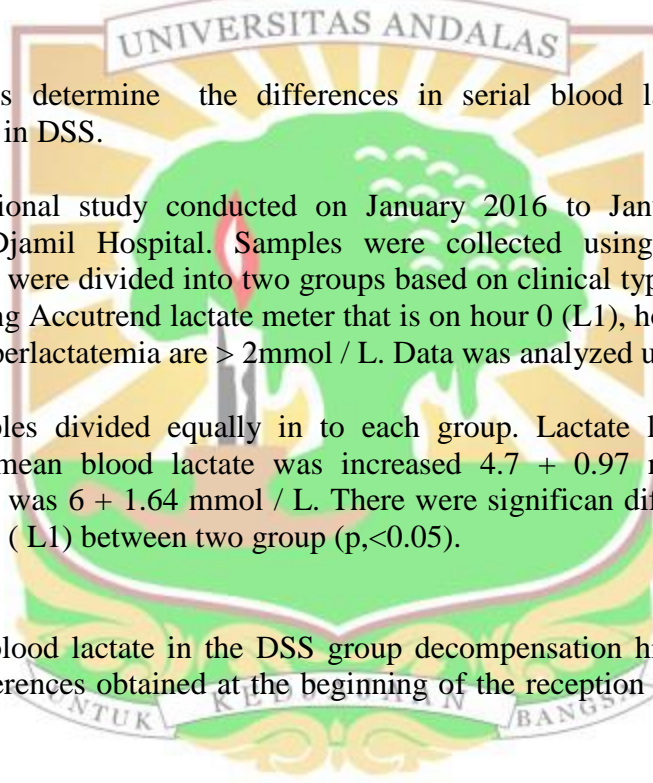 UNIVERSITAS ANDALAS
s determine the differences in serial blood la
in DSS.
ional study conducted on January 2016 to Jan
Djamil Hospital. Samples were collected using
were divided into two groups based on clinical typ
ng Accutrend lactate meter that is on hour 0 (L1), ho
perlactatemia are > 2mmol / L. Data was analyzed u
ples divided equally in to each group. Lactate l
mean blood lactate was increased 4.7 + 0.97 m
was 6 + 1.64 mmol / L. There were significan dif
( L1) between two group (p,<0.05).
blood lactate in the DSS group decompensation hi
erences obtained at the beginning of the reception
UNTUK BANGSA